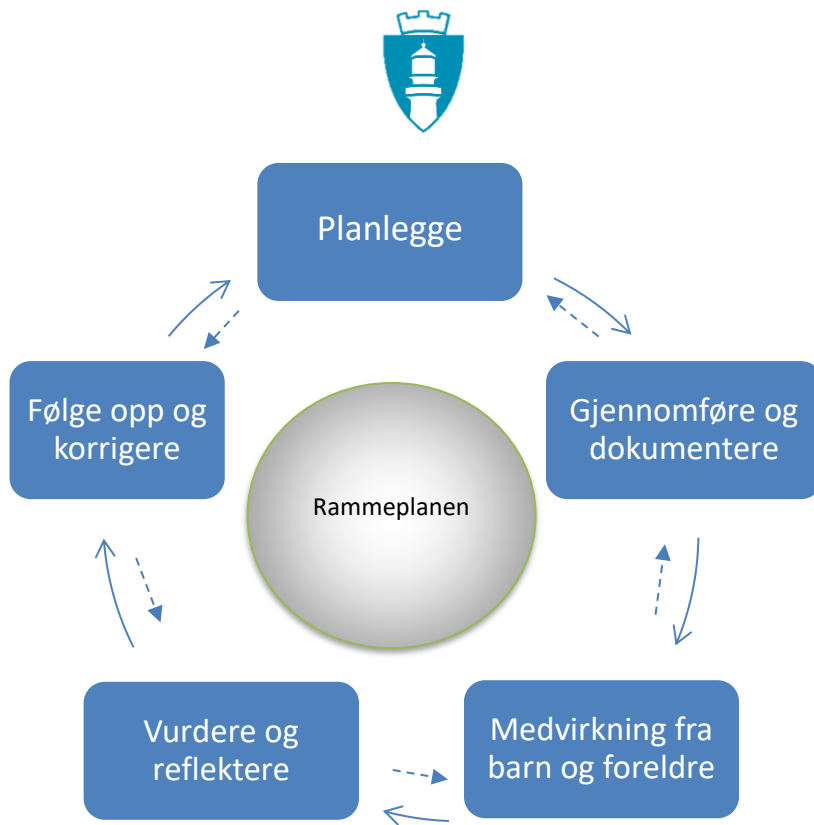 Planlegge
Følge opp og
korrigere
Gjennomføre og
dokumentere
Rammeplanen
Vurdere og
reflektere
Medvirkning fra
barn og foreldre